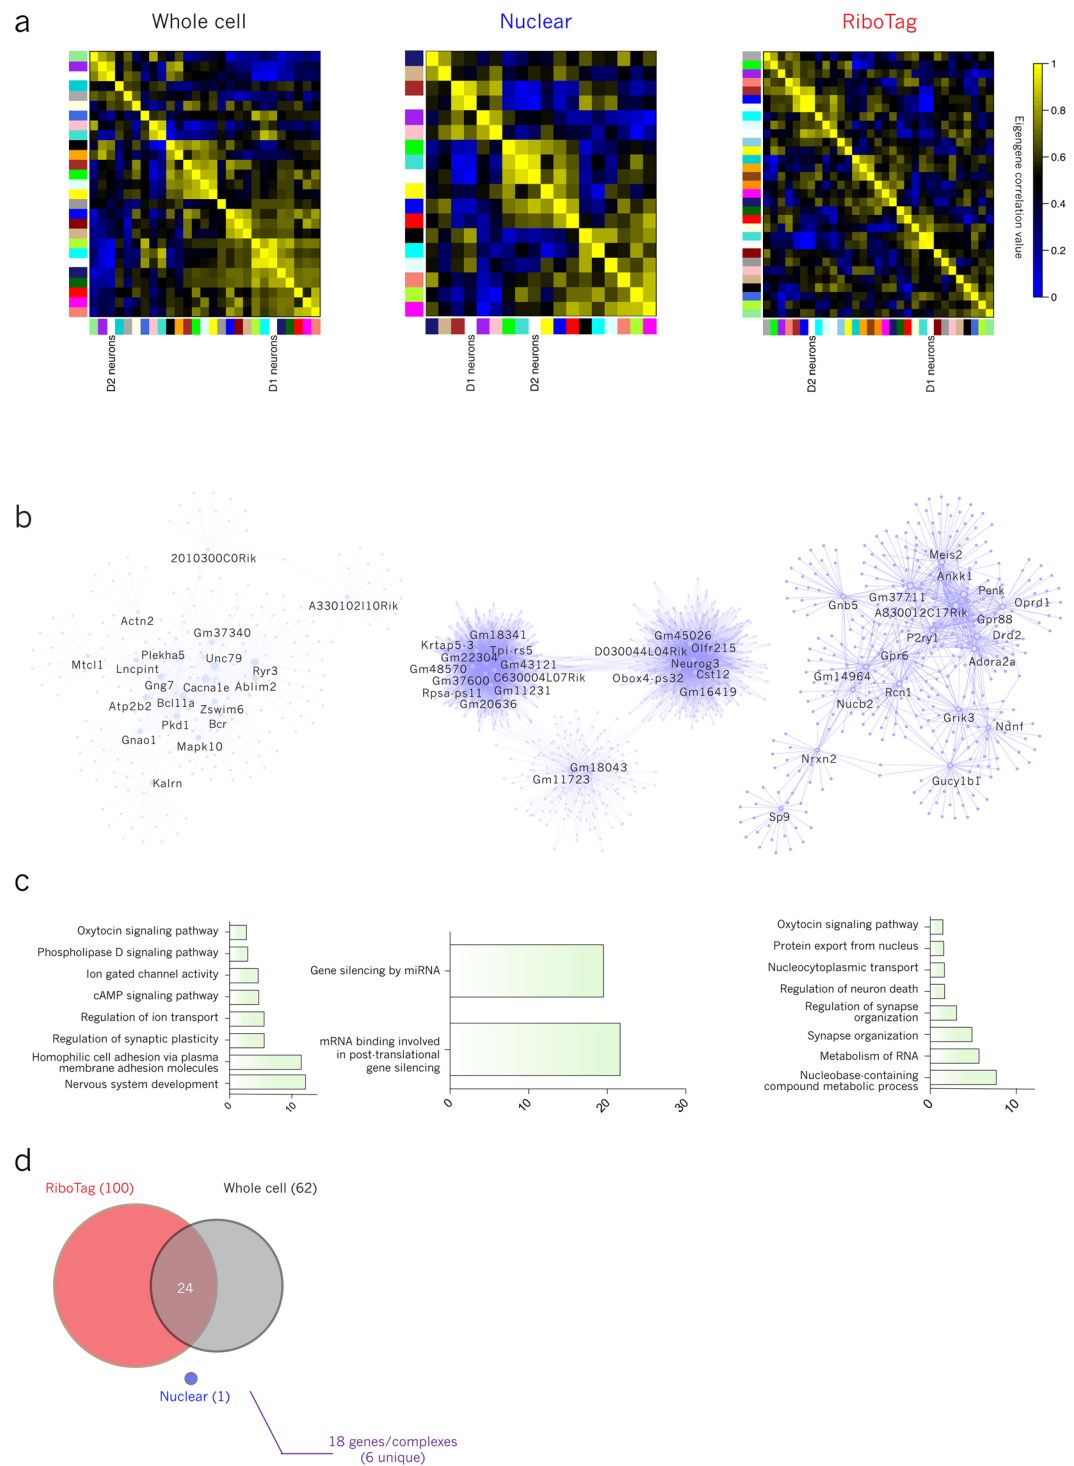 a
Whole cell
Nuclear
RiboTag
1
0.8
0.6
0.4
0.2
0
Eigengene correlation value
D2 neurons
D1 neurons
D1 neurons
D2 neurons
D2 neurons
D1 neurons
b
2010300C0Rik
A330102I10Rik
Actn2
Gm37340
Mtcl1
Plekha5
Unc79
Lncpint
Ryr3
Gng7
Cacna1e
Ablim2
Atp2b2
Bcl11a
Zswim6
Pkd1
Bcr
Gnao1
Mapk10
Kalrn
Gm18341
Krtap5-3
Tpi-rs5
Gm22304
Gm43121
Gm48570
C630004L07Rik
Gm37600
Rpsa-ps11
Gm11231
Gm20636
Gm45026
D030044L04Rik
Olfr215
Neurog3
Obox4-ps32
Cst12
Gm16419
Gm18043
Gm11723
Meis2
Ankk1
Penk
Gm37711
Gnb5
A830012C17Rik
Oprd1
Gpr88
P2ry1
Drd2
Gpr6
Adora2a
Gm14964
Rcn1
Nucb2
Grik3
Ndnf
Nrxn2
Gucy1b1
Sp9
c
Oxytocin signaling pathway
Phospholipase D signaling pathway
Ion gated channel activity
cAMP signaling pathway
Regulation of ion transport
Regulation of synaptic plasticity
Homophilic cell adhesion via plasma
membrane adhesion molecules
Nervous system development
0
10
Gene silencing by miRNA
mRNA binding involved
in post-translational
gene silencing
0
10
20
30
Oxytocin signaling pathway
Protein export from nucleus
Nucleocytoplasmic transport
Regulation of neuron death
Regulation of synapse
organization
Synapse organization
Metabolism of RNA
Nucleobase-containing
compound metabolic process
0
10
d
RiboTag (100)
Whole cell (62)
24
Nuclear (1)
18 genes/complexes
(6 unique)